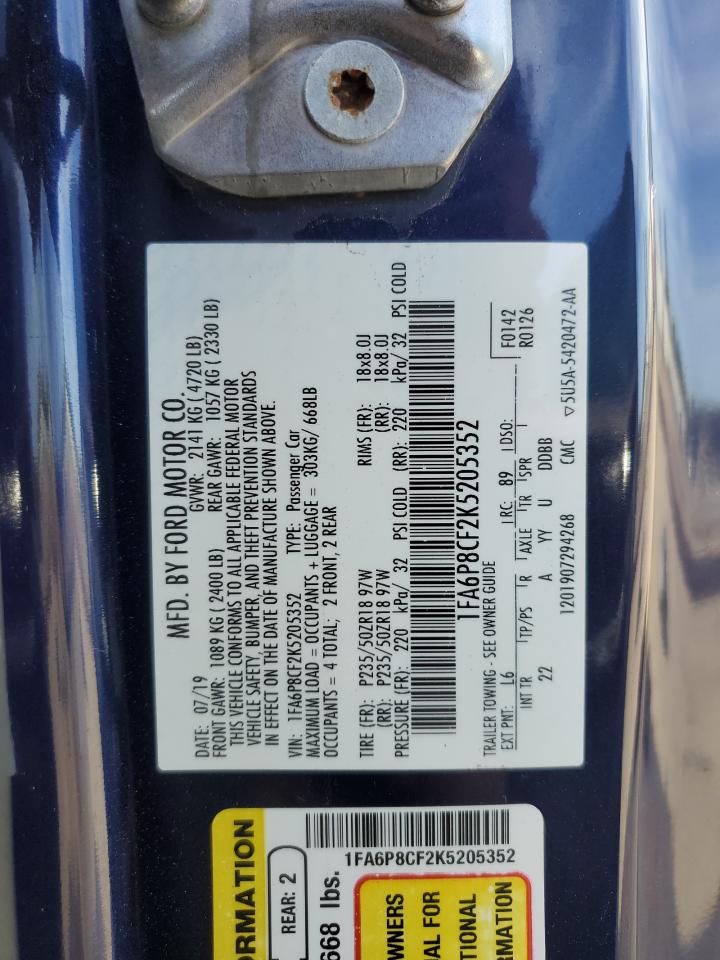 MFD. BY FORD MOTOR CO.
DATE: 07/19 GVWR: 2141 KG ( 4720 LB)
FRONT GAWR: 1089 KG ( 2400 LB) REAR GAWR: 1057 KG ( 2330 LB)
THIS VEHICLE CONFORMS TO ALL APPLICABLE FEDERAL MOTOR
VEHICLE SAFETY, BUMPER, AND THEFT PREVENTION STANDARDS
IN EFFECT ON THE DATE OF MANUFACTURE SHOWN ABOVE.
VIN: 1FA6P8CF2K5205352 TYPE: Passenger Car
MAXIMUM LOAD = OCCUPANTS + LUGGAGE = 303KG/ 668LB
OCCUPANTS = 4 TOTAL; 2 FRONT, 2 REAR
TIRE (FR): P235/50ZR18 97W RIMS (FR): 18x8.0J
(RR): P235/50ZR18 97W (RR): 18x8.0J
PRESSURE (FR): 220 kPa/ 32 PSI COLD (RR): 220 kPa/ 32 PSI COLD
1FA6P8CF2K5205352
TRAILER TOWING - SEE OWNER GUIDE
F0142
EXT PNT: L6 RC: 89 DSO: R0126
INT TR TP/PS R AXLE TR SPR
22 A YY U DDBB
1201907294268 CMC ▽5U5A-5420472-AA
1FA6P8CF2K5205352
ORMATION
REAR: 2
668 lbs.
WNERS
AL FOR
TIONAL
RMATION